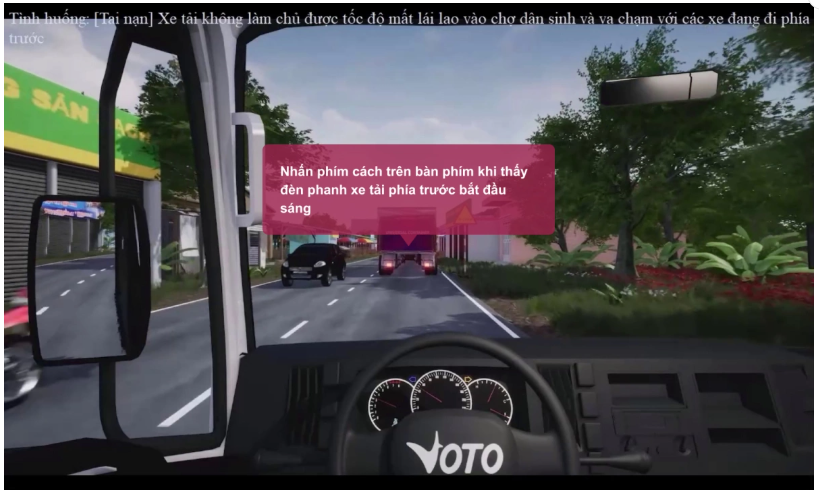 Tình huống: [Tai nạn] Xe tải không làm chủ được tốc độ mất lái lao vào chợ dân sinh và va chạm với các xe đang đi phía
trước
SẢN
Nhấn phím cách trên bàn phím khi thấy
đèn phanh xe tải phía trước bắt đầu
sáng
VOTO